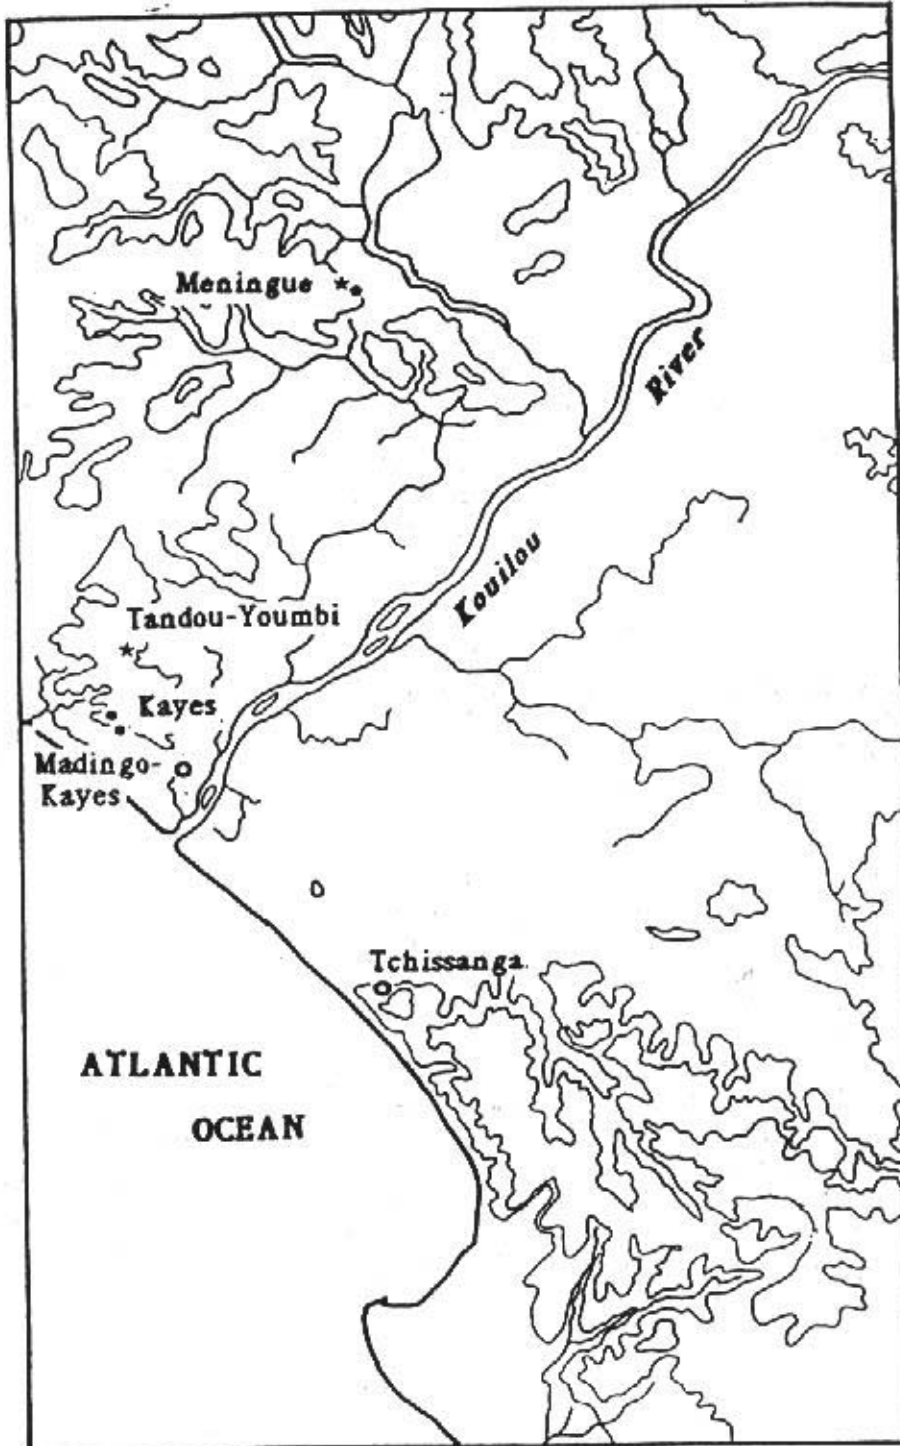 Meningue
River
Kouilou
Tandou-Youmbi
Kayes
Madingo-
Kayes
Tchissanga
ATLANTIC
OCEAN